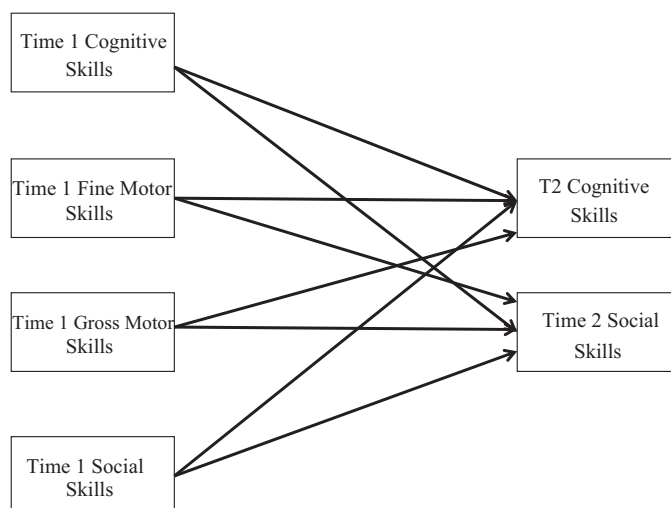 Time 1 Cognitive
Skills
Time 1 Fine Motor
Skills
T2 Cognitive
Skills
Time 1 Gross Motor
Skills
Time 2 Social
Skills
Time 1 Social
Skills